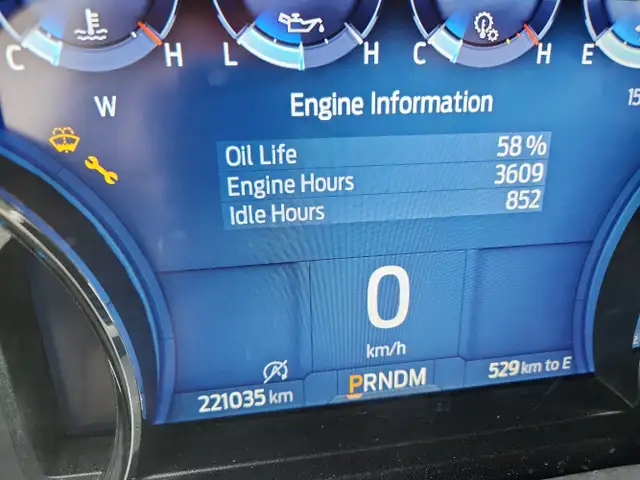 C H L H C H E
W
15
Engine Information
Oil Life 58 %
Engine Hours 3609
Idle Hours 852
0
km/h
221035 km
PRNDM
529 km to E